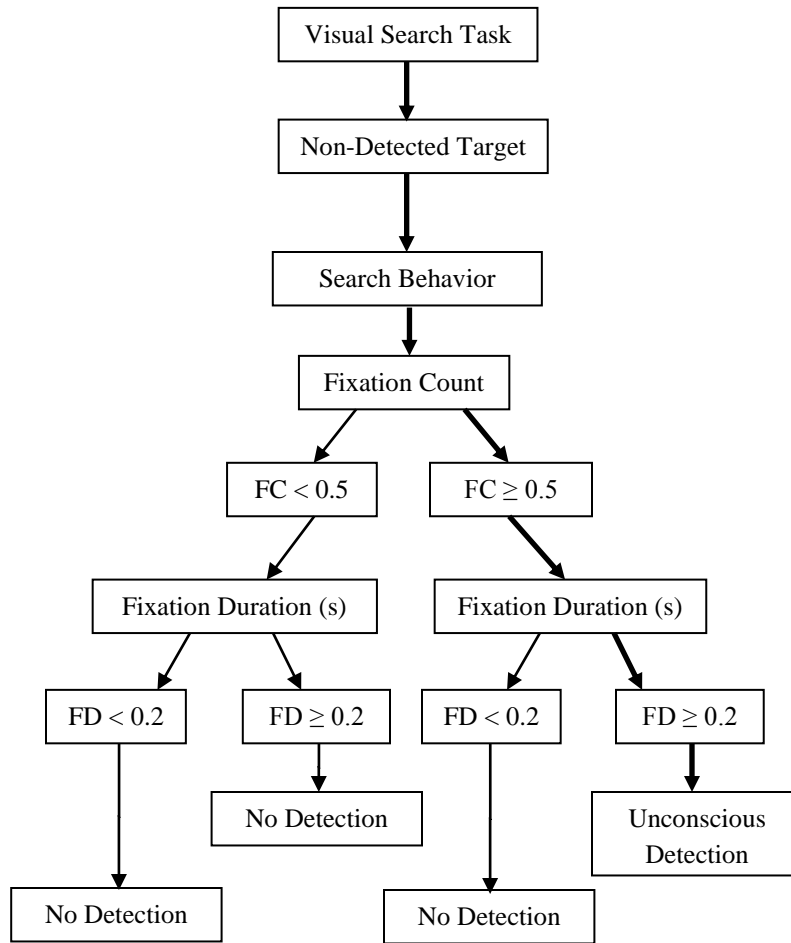 Visual Search Task
Non-Detected Target
Search Behavior
Fixation Count
FC < 0.5
FC ≥ 0.5
Fixation Duration (s)
Fixation Duration (s)
FD < 0.2
FD ≥ 0.2
FD < 0.2
FD ≥ 0.2
No Detection
Unconscious
Detection
No Detection
No Detection